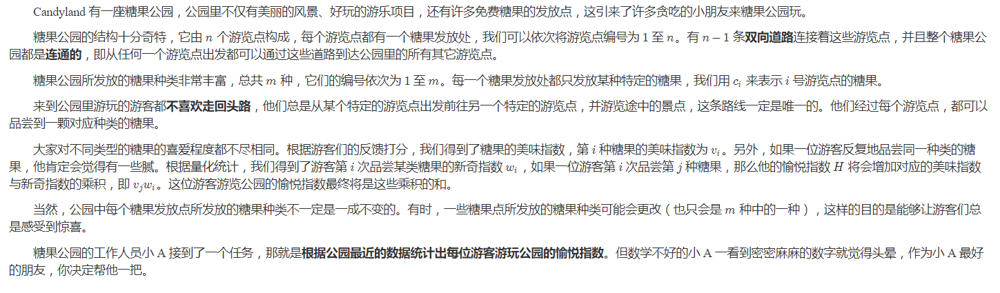 Candyland 有一座糖果公园，公园里不仅有美丽的风景、好玩的游乐项目，还有许多免费糖果的发放点，这引来了许多贪吃的小朋友来糖果公园玩。
糖果公园的结构十分奇特，它由 n 个游览点构成，每个游览点都有一个糖果发放处，我们可以依次将游览点编号为 1 至 n。有 n − 1 条双向道路连接着这些游览点，并且整个糖果公
园都是连通的，即从任何一个游览点出发都可以通过这些道路到达公园里的所有其它游览点。
糖果公园所发放的糖果种类非常丰富，总共 m 种，它们的编号依次为 1 至 m。每一个糖果发放处都只发放某种特定的糖果，我们用 cᵢ 来表示 i 号游览点的糖果。
来到公园里游玩的游客都不喜欢走回头路，他们总是从某个特定的游览点出发前往另一个特定的游览点，并游览途中的景点，这条路线一定是唯一的。他们经过每个游览点，都可以
品尝到一颗对应种类的糖果。
大家对不同类型的糖果的喜爱程度都不尽相同。根据游客们的反馈打分，我们得到了糖果的美味指数，第 i 种糖果的美味指数为 vᵢ。另外，如果一位游客反复地品尝同一种类的糖
果，他肯定会觉得有一些腻。根据量化统计，我们得到了游客第 i 次品尝某类糖果的新奇指数 wᵢ，如果一位游客第 i 次品尝第 j 种糖果，那么他的愉悦指数 H 将会增加对应的美味指数
与新奇指数的乘积，即 vⱼwᵢ。这位游客游览公园的愉悦指数最终将是这些乘积的和。
当然，公园中每个糖果发放点所发放的糖果种类不一定是一成不变的。有时，一些糖果点所发放的糖果种类可能会更改（也只会是 m 种中的一种），这样的目的是能够让游客们总
是感受到惊喜。
糖果公园的工作人员小 A 接到了一个任务，那就是根据公园最近的数据统计出每位游客游玩公园的愉悦指数。但数学不好的小 A 一看到密密麻麻的数字就觉得头晕，作为小 A 最好
的朋友，你决定帮他一把。